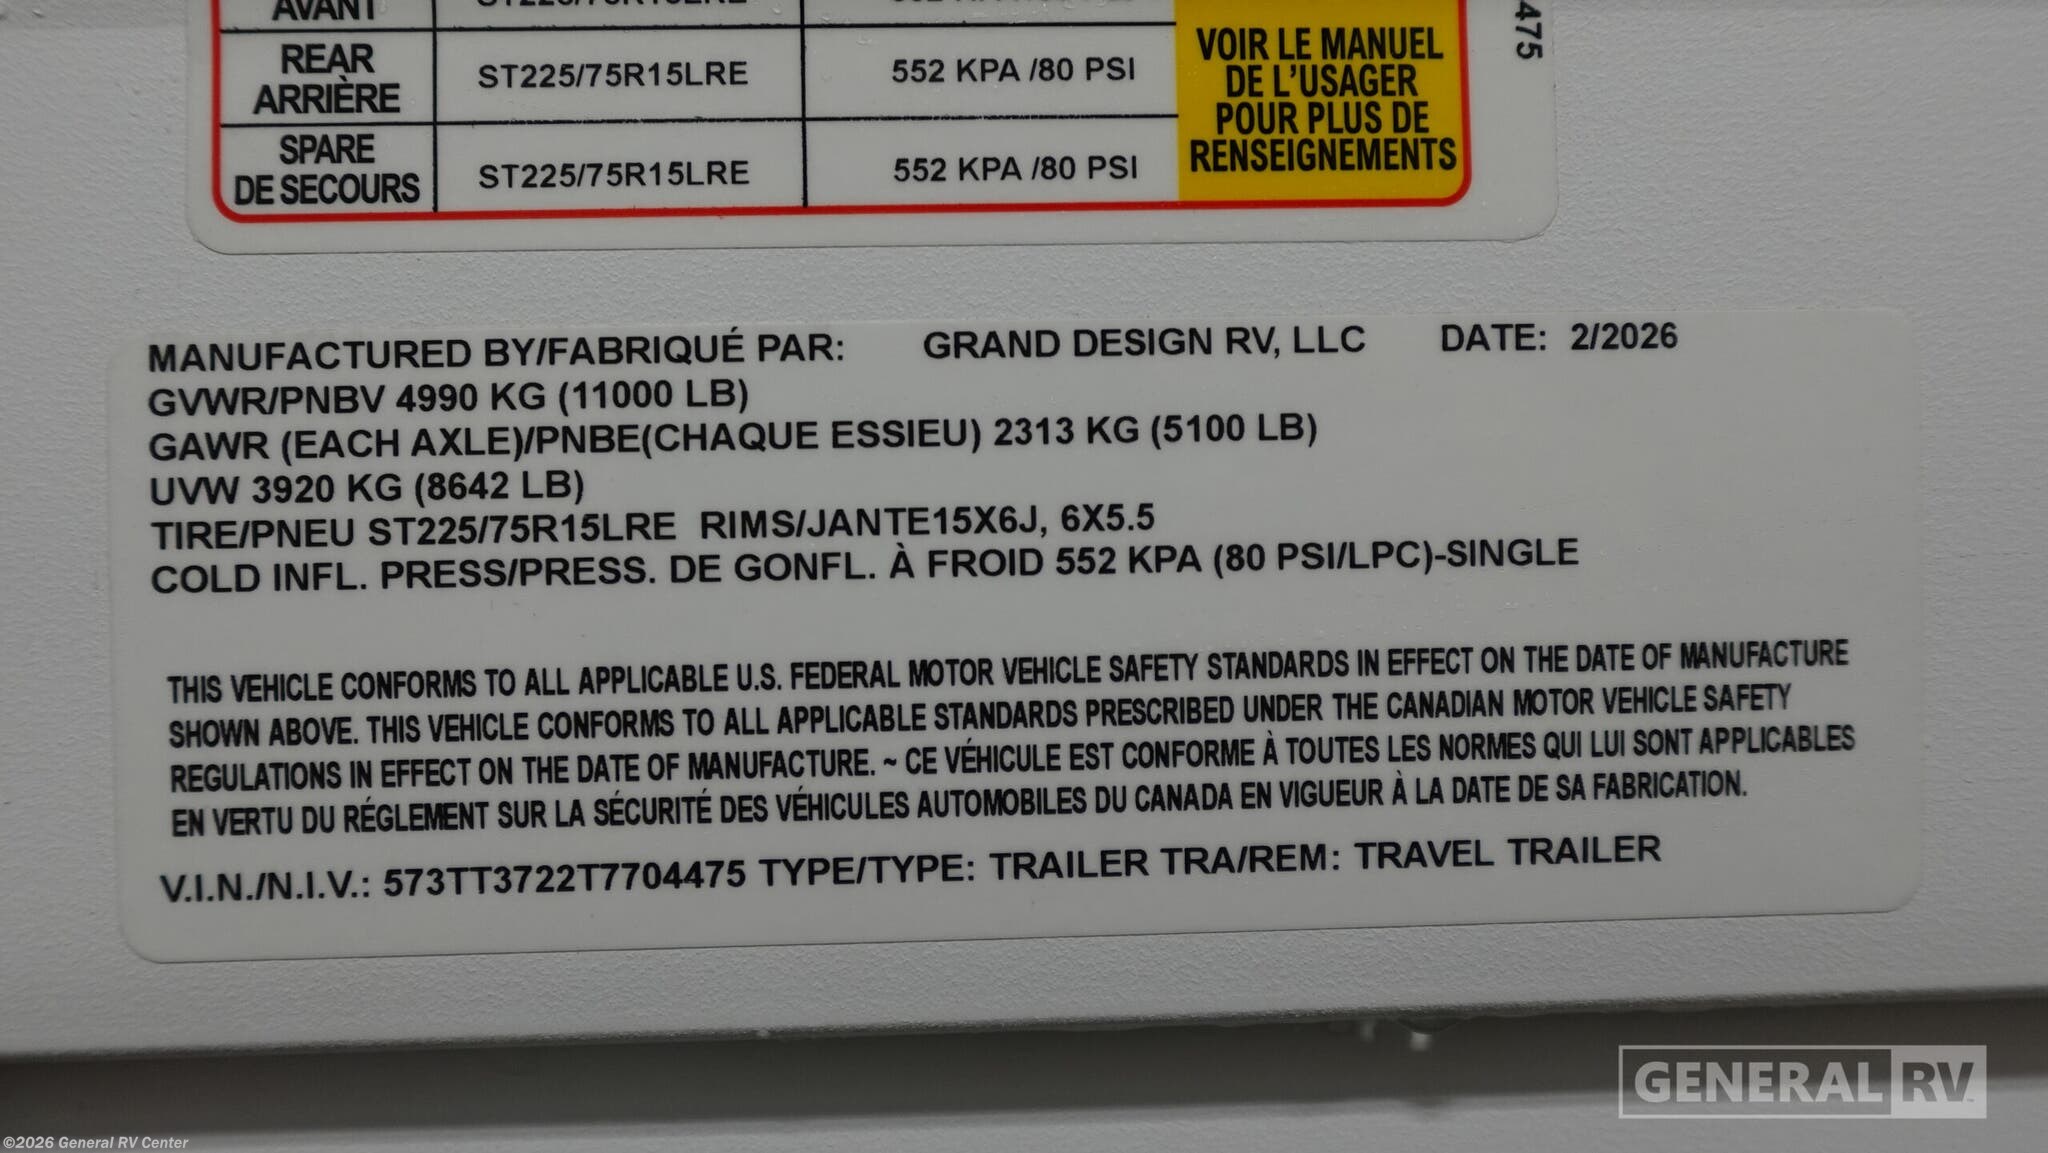 AVANT
REAR
ARRIÈRE
ST225/75R15LRE
552 KPA /80 PSI
SPARE
DE SECOURS
ST225/75R15LRE
552 KPA /80 PSI
VOIR LE MANUEL
DE L'USAGER
POUR PLUS DE
RENSEIGNEMENTS
475
MANUFACTURED BY/FABRIQUÉ PAR: GRAND DESIGN RV, LLC DATE: 2/2026
GVWR/PNBV 4990 KG (11000 LB)
GAWR (EACH AXLE)/PNBE(CHAQUE ESSIEU) 2313 KG (5100 LB)
UVW 3920 KG (8642 LB)
TIRE/PNEU ST225/75R15LRE RIMS/JANTE15X6J, 6X5.5
COLD INFL. PRESS/PRESS. DE GONFL. À FROID 552 KPA (80 PSI/LPC)-SINGLE
THIS VEHICLE CONFORMS TO ALL APPLICABLE U.S. FEDERAL MOTOR VEHICLE SAFETY STANDARDS IN EFFECT ON THE DATE OF MANUFACTURE
SHOWN ABOVE. THIS VEHICLE CONFORMS TO ALL APPLICABLE STANDARDS PRESCRIBED UNDER THE CANADIAN MOTOR VEHICLE SAFETY
REGULATIONS IN EFFECT ON THE DATE OF MANUFACTURE. ~ CE VÉHICULE EST CONFORME À TOUTES LES NORMES QUI LUI SONT APPLICABLES
EN VERTU DU RÉGLEMENT SUR LA SÉCURITÉ DES VÉHICULES AUTOMOBILES DU CANADA EN VIGUEUR À LA DATE DE SA FABRICATION.
V.I.N./N.I.V.: 573TT3722T7704475 TYPE/TYPE: TRAILER TRA/REM: TRAVEL TRAILER
GENERAL RV
©2026 General RV Center